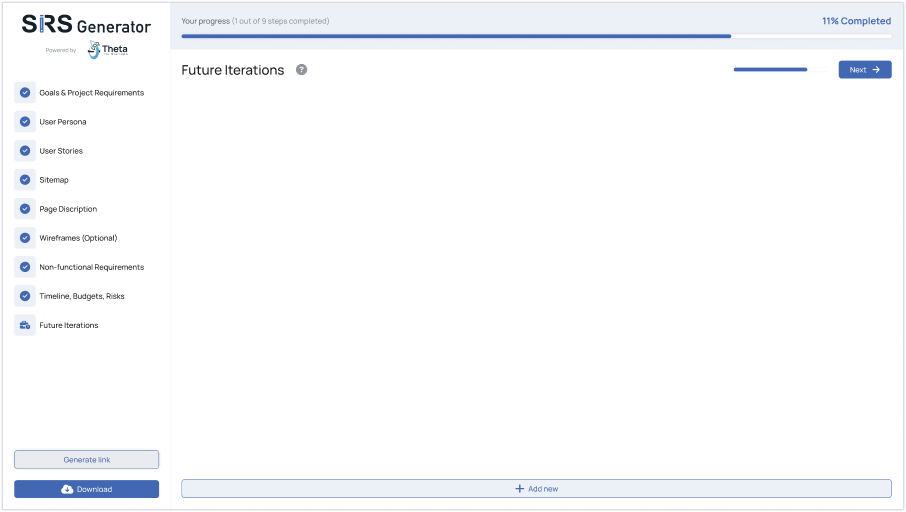 SRS Generator
Powered by Theta
Goals & Project Requirements
User Persona
User Stories
Sitemap
Page Discription
Wireframes (Optional)
Non-functional Requirements
Timeline, Budgets, Risks
Future Iterations
Generate link
Download
Your progress (1 out of 9 steps completed)
11% Completed
Future Iterations ?
Next
Add new